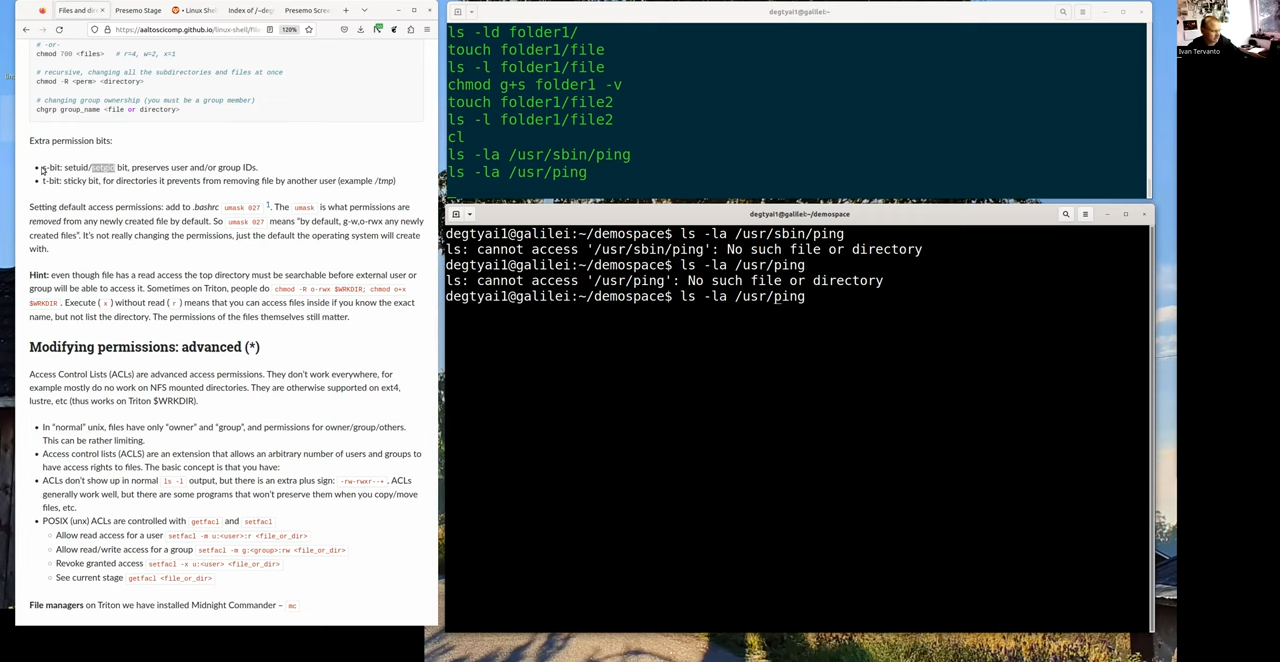 Files and dire
Presemo Stage
Linux Shel
Index of /~deg
Presemo Scree
https://aaltoscicomp.github.io/linux-shell/file
120%
# -or-
chmod 700 <files>   # r=4, w=2, x=1
# recursive, changing all the subdirectories and files at once
chmod -R <perm> <directory>
# changing group ownership (you must be a group member)
chgrp group_name <file or directory>
Extra permission bits:
s-bit: setuid/setgid bit, preserves user and/or group IDs.
t-bit: sticky bit, for directories it prevents from removing file by another user (example /tmp)
Setting default access permissions: add to .bashrc umask 027 1. The umask is what permissions are
removed from any newly created file by default. So umask 027 means “by default, g-w,o-rwx any newly
created files”. It’s not really changing the permissions, just the default the operating system will create
with.
Hint: even though file has a read access the top directory must be searchable before external user or
group will be able to access it. Sometimes on Triton, people do chmod -R o-rwx $WRKDIR; chmod o+x
$WRKDIR . Execute ( x ) without read ( r ) means that you can access files inside if you know the exact
name, but not list the directory. The permissions of the files themselves still matter.
Modifying permissions: advanced (*)
Access Control Lists (ACLs) are advanced access permissions. They don’t work everywhere, for
example mostly do no work on NFS mounted directories. They are otherwise supported on ext4,
lustre, etc (thus works on Triton $WRKDIR).
In “normal” unix, files have only “owner” and “group”, and permissions for owner/group/others.
This can be rather limiting.
Access control lists (ACLS) are an extension that allows an arbitrary number of users and groups to
have access rights to files. The basic concept is that you have:
ACLs don’t show up in normal ls -l output, but there is an extra plus sign: -rw-rwxr--+ . ACLs
generally work well, but there are some programs that won’t preserve them when you copy/move
files, etc.
POSIX (unx) ACLs are controlled with getfacl and setfacl
Allow read access for a user setfacl -m u:<user>:r <file_or_dir>
Allow read/write access for a group setfacl -m g:<group>:rw <file_or_dir>
Revoke granted access setfacl -x u:<user> <file_or_dir>
See current stage getfacl <file_or_dir>
File managers on Triton we have installed Midnight Commander – mc
degtyai1@galilei:~
ls -ld folder1/
touch folder1/file
ls -l folder1/file
chmod g+s folder1 -v
touch folder1/file2
ls -l folder1/file2
cl
ls -la /usr/sbin/ping
ls -la /usr/ping
degtyai1@galilei:~/demospace
degtyai1@galilei:~/demospace$ ls -la /usr/sbin/ping
ls: cannot access '/usr/sbin/ping': No such file or directory
degtyai1@galilei:~/demospace$ ls -la /usr/ping
ls: cannot access '/usr/ping': No such file or directory
degtyai1@galilei:~/demospace$ ls -la /usr/ping
Ivan Tervanto